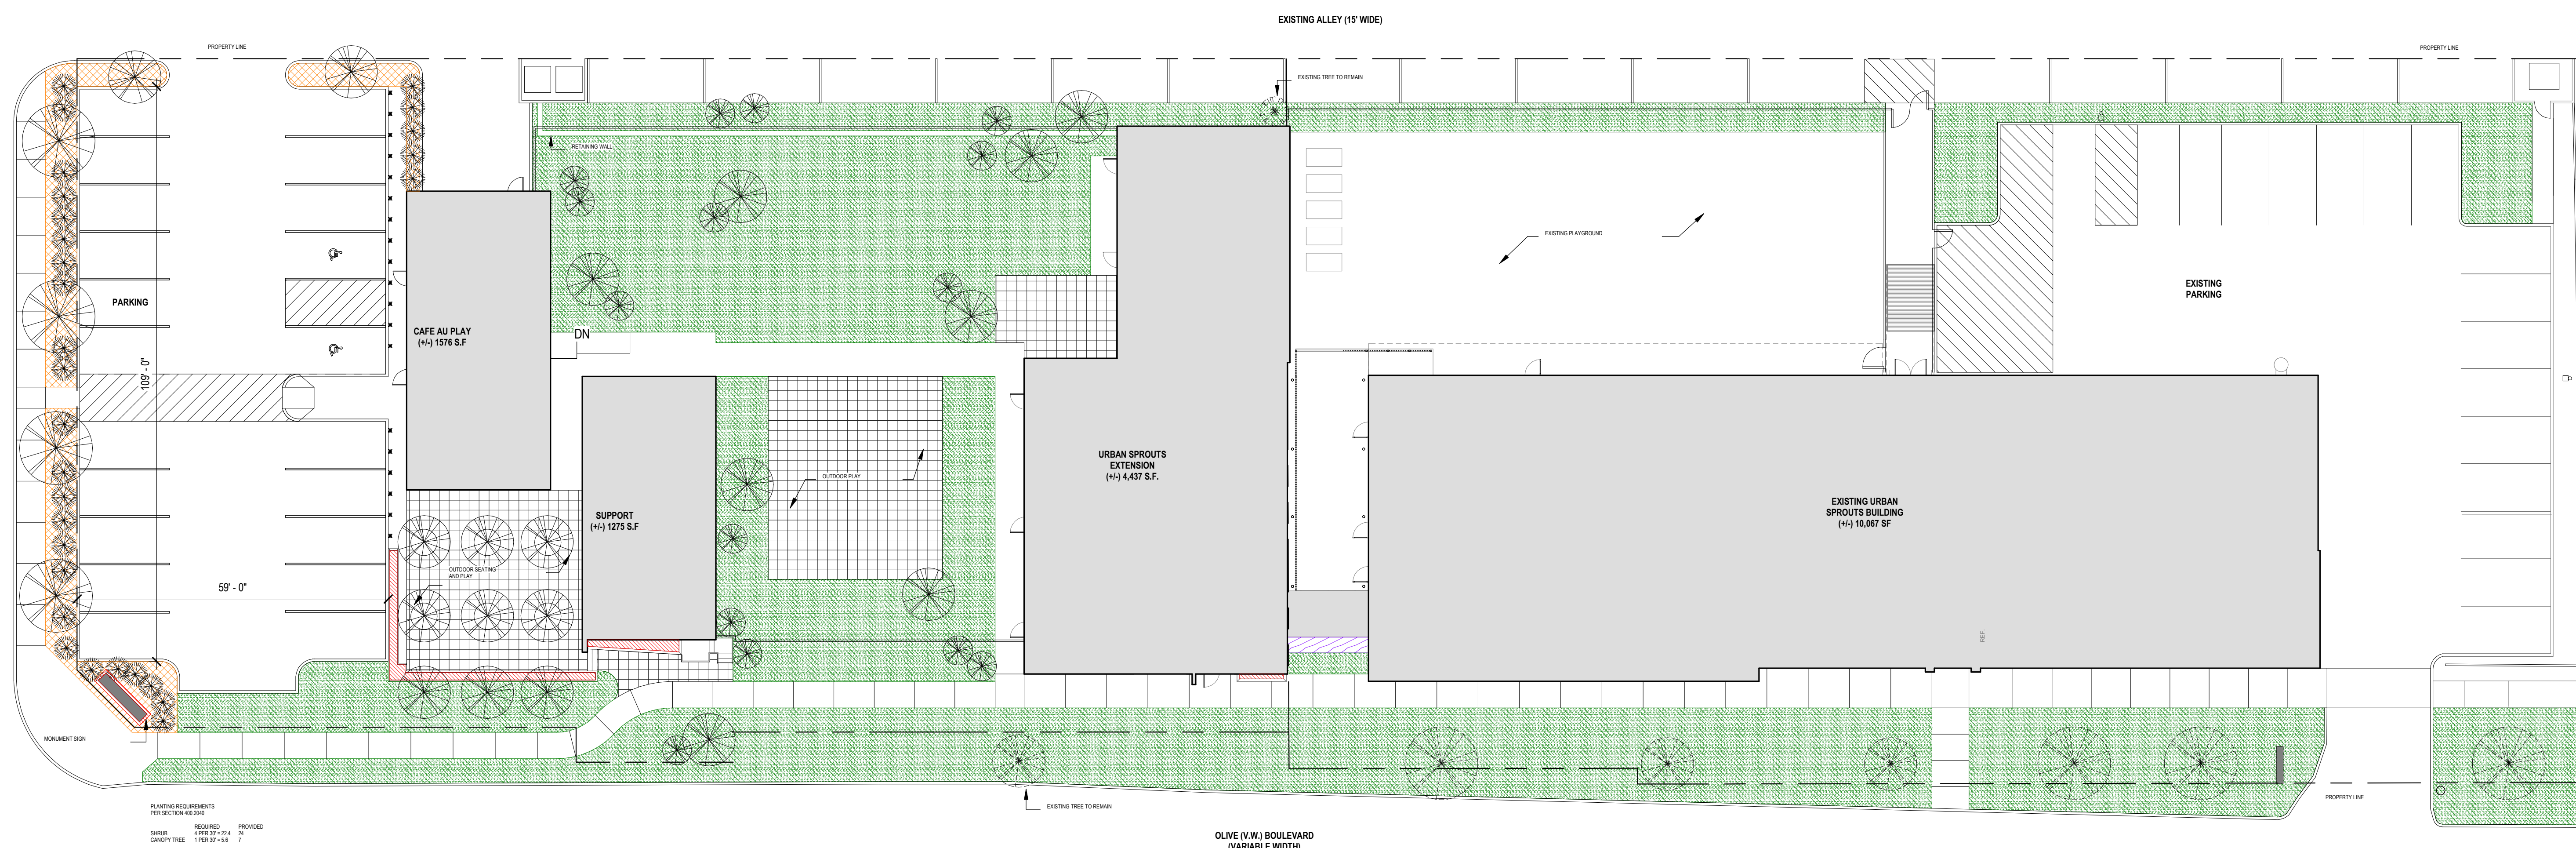 EXISTING ALLEY (15' WIDE)
PROPERTY LINE
PROPERTY LINE
EXISTING TREE TO REMAIN
RETAINING WALL
EXISTING PLAYGROUND
PARKING
EXISTING
PARKING
CAFE AU PLAY
(+/-) 1576 S.F
DN
109' - 0"
URBAN SPROUTS
EXTENSION
(+/-) 4,437 S.F.
OUTDOOR PLAY
SUPPORT
(+/-) 1275 S.F
EXISTING URBAN
SPROUTS BUILDING
(+/-) 10,067 SF
OUTDOOR SEATING
AND PLAY
59' - 0"
REF
MONUMENT SIGN
PROPERTY LINE
EXISTING TREE TO REMAIN
PLANTING REQUIREMENTS
PER SECTION 400.2040
REQUIRED PROVIDED
SHRUB 4 PER 30' = 22.4 24
CANOPY TREE 1 PER 30' = 5.6 7
OLIVE (V.W.) BOULEVARD
(VARIABLE WIDTH)